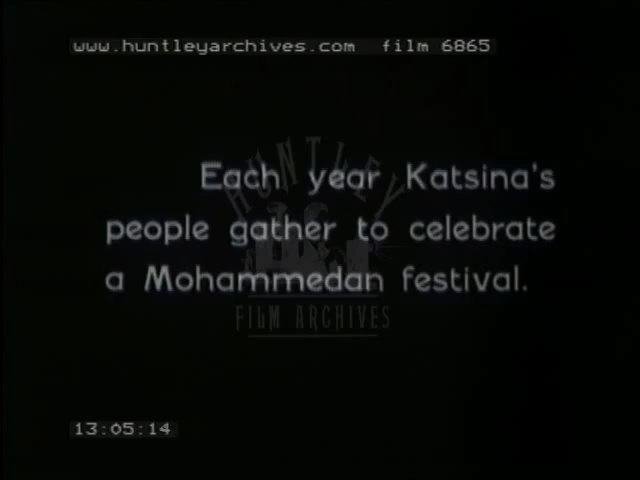 www.huntleyarchives.com film 6865
Each year Katsina's
people gather to celebrate
a Mohammedan festival.
HUNTLEY
FILM ARCHIVES
13:05:14